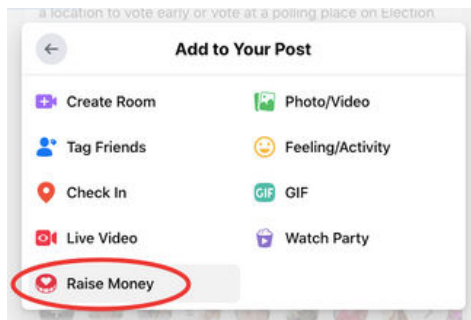 a location to vote early or vote at a polling place on Election
Add to Your Post
Create Room
Photo/Video
Tag Friends
Feeling/Activity
Check In
GIF GIF
Live Video
Watch Party
Raise Money